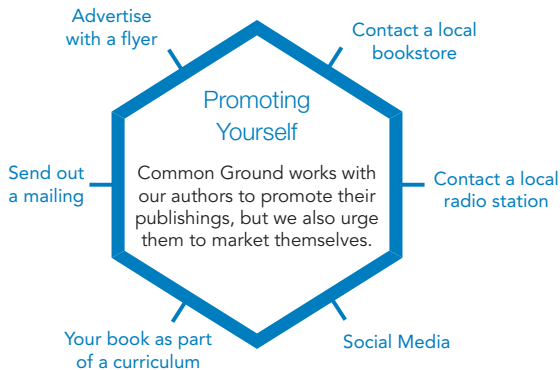 Advertise
with a flyer
Contact a local
bookstore
Promoting
Yourself
Common Ground works with
our authors to promote their
publishings, but we also urge
them to market themselves.
Send out
a mailing
Contact a local
radio station
Your book as part
of a curriculum
Social Media